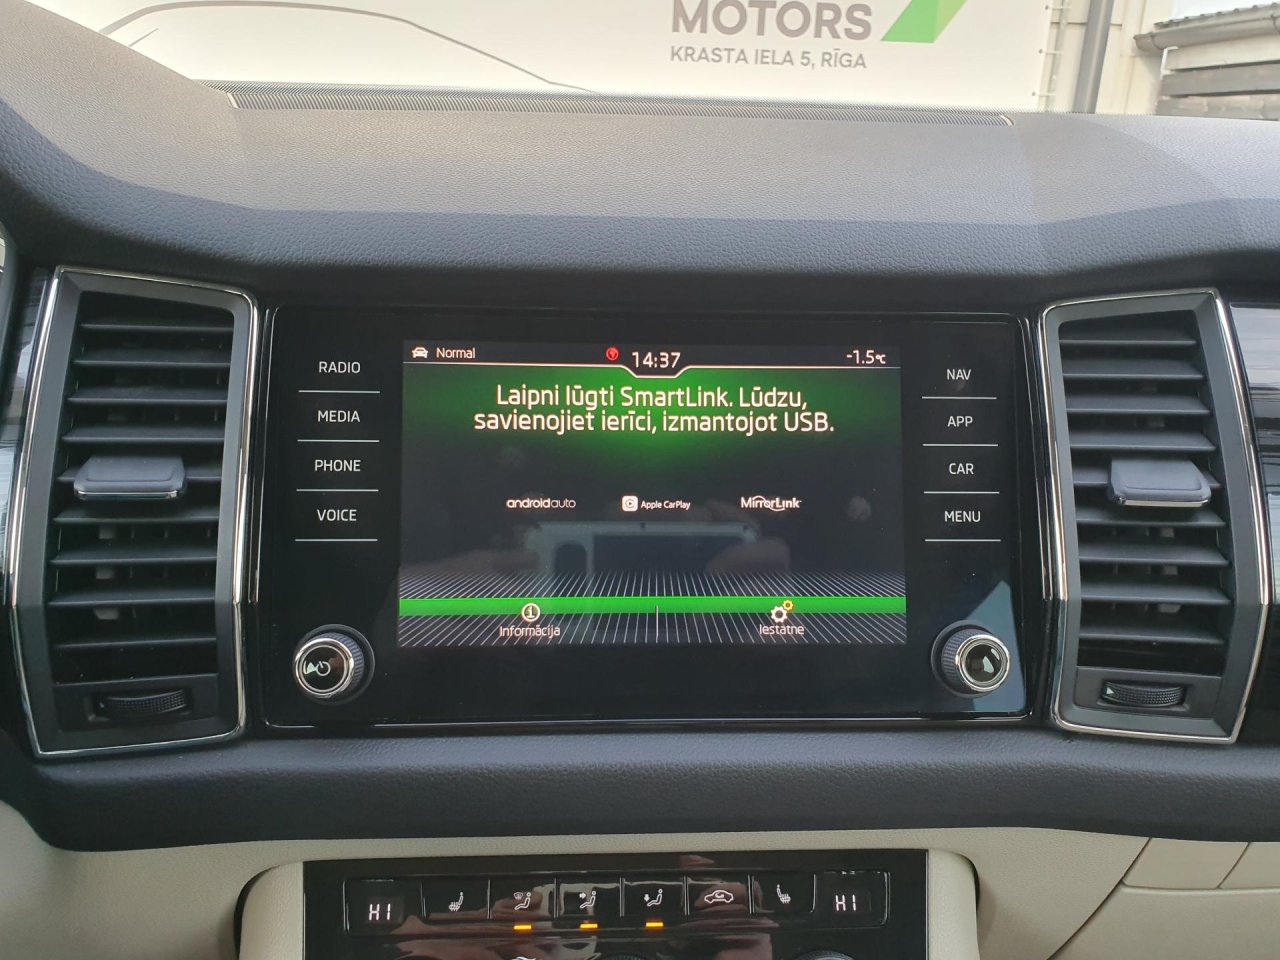 MOTORS
KRASTA IELA 5, RĪGA
Normal
14:37
-1.5°C
Laipni lūgti SmartLink. Lūdzu,
savienojiet ierīci, izmantojot USB.
androidauto
Apple CarPlay
MirrorLink
Informācija
Iestatne
RADIO
MEDIA
PHONE
VOICE
NAV
APP
CAR
MENU
HI
HI